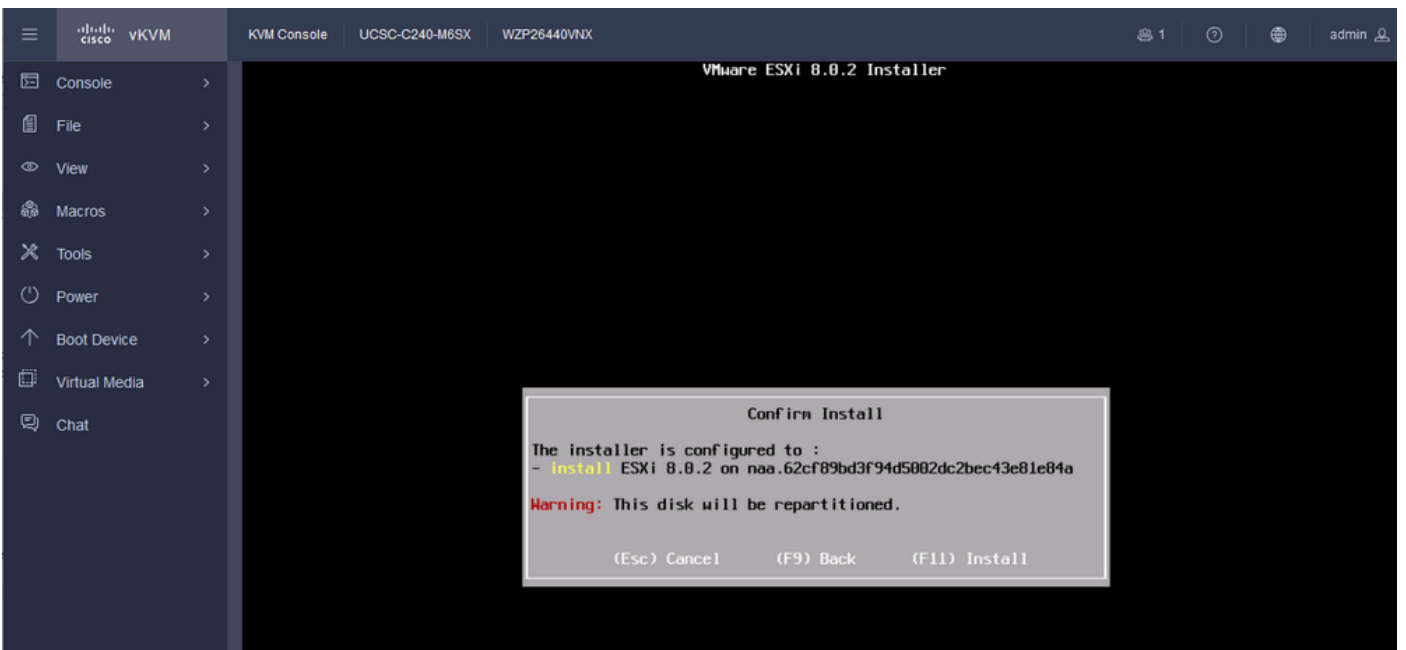 cisco vKVM KVM Console UCSC-C240-M6SX WZP26440VNX 1 admin
Console
File
View
Macros
Tools
Power
Boot Device
Virtual Media
Chat
VMware ESXi 8.0.2 Installer
Confirm Install
The installer is configured to :
- install ESXi 8.0.2 on naa.62cf89bd3f94d5002dc2bec43e81e84a
Warning: This disk will be repartitioned.
(Esc) Cancel (F9) Back (F11) Install